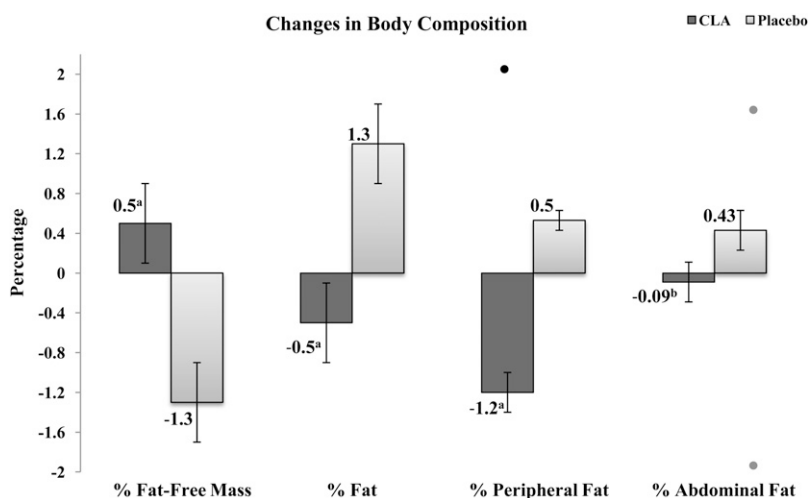 Changes in Body Composition
CLA Placebo
Percentage
2
1.6
1.2
0.8
0.4
0
-0.4
-0.8
-1.2
-1.6
-2
0.5ᵃ
-1.3
-0.5ᵃ
1.3
-1.2ᵃ
0.5
-0.09ᵇ
0.43
% Fat-Free Mass % Fat % Peripheral Fat % Abdominal Fat